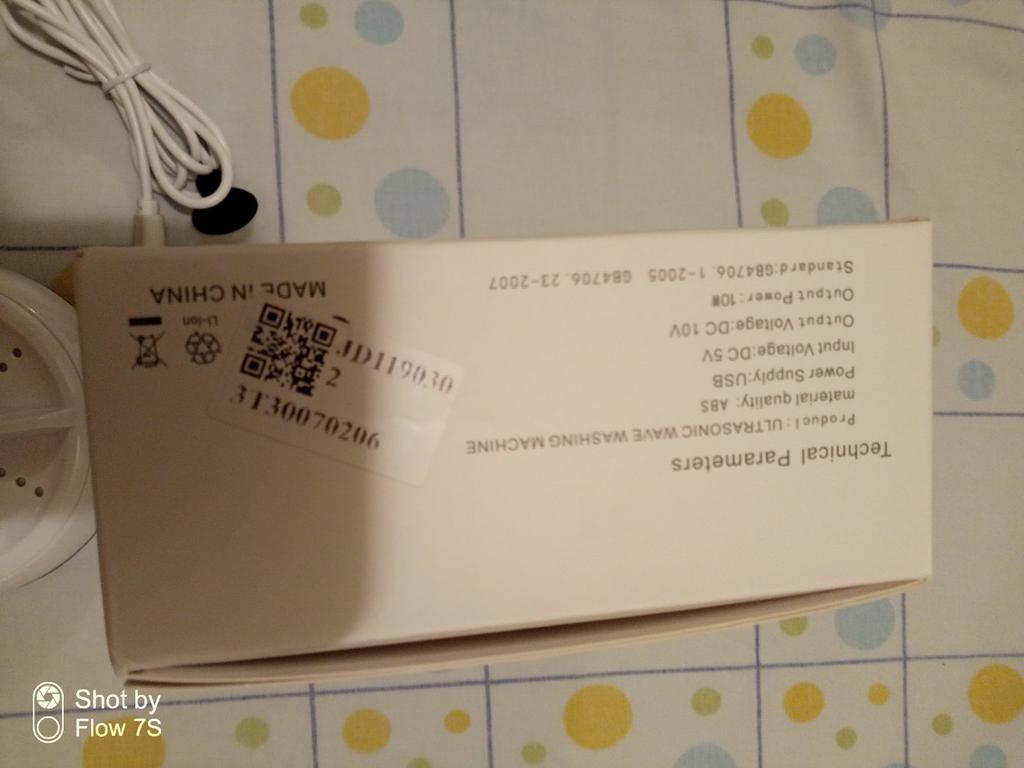 Technical Parameters
Product: ULTRASONIC WAVE WASHING MACHINE
material quality: ABS
Power Supply:USB
Input Voltage:DC 5V
Output Voltage:DC 10V
Output Power:10W
Standard:GB4706.1-2005 GB4706.23-2007
JD119030
2
3T30070206
Li-ion
MADE IN CHINA
Shot by
Flow 7S